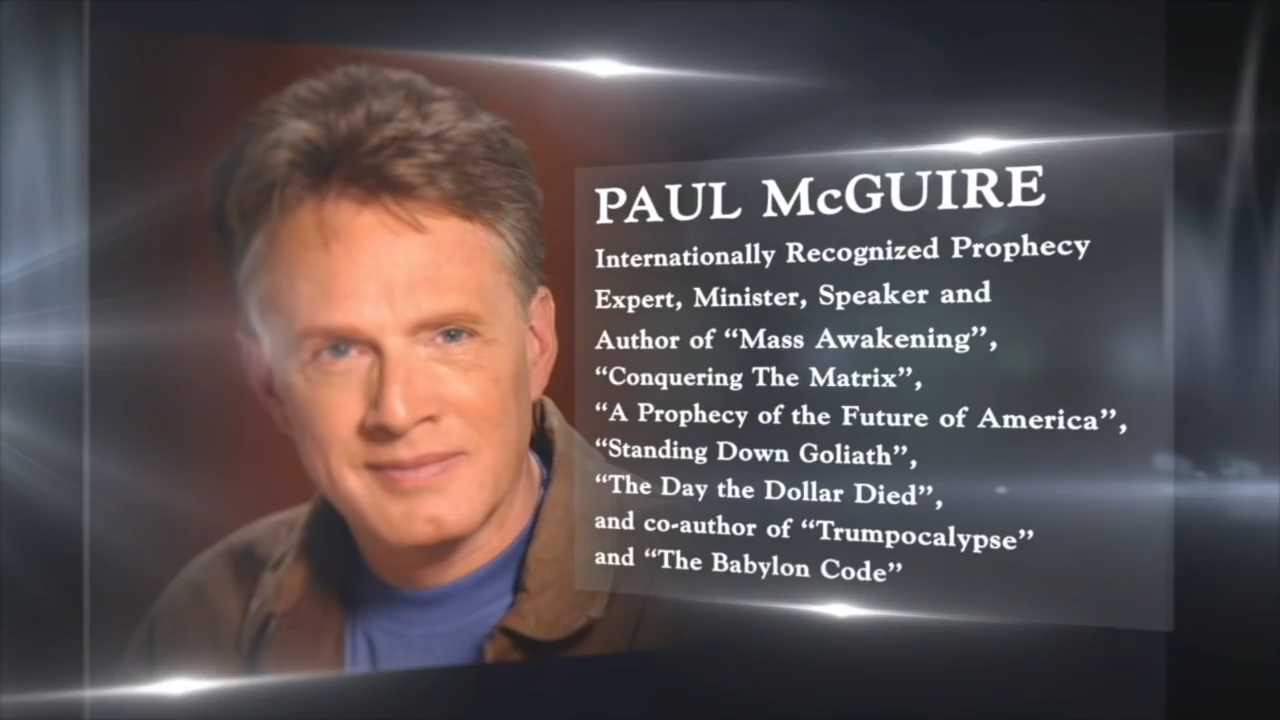 PAUL McGUIRE
Internationally Recognized Prophecy
Expert, Minister, Speaker and
Author of “Mass Awakening”,
“Conquering The Matrix”,
“A Prophecy of the Future of America”,
“Standing Down Goliath”,
“The Day the Dollar Died”,
and co-author of “Trumpocalypse”
and “The Babylon Code”